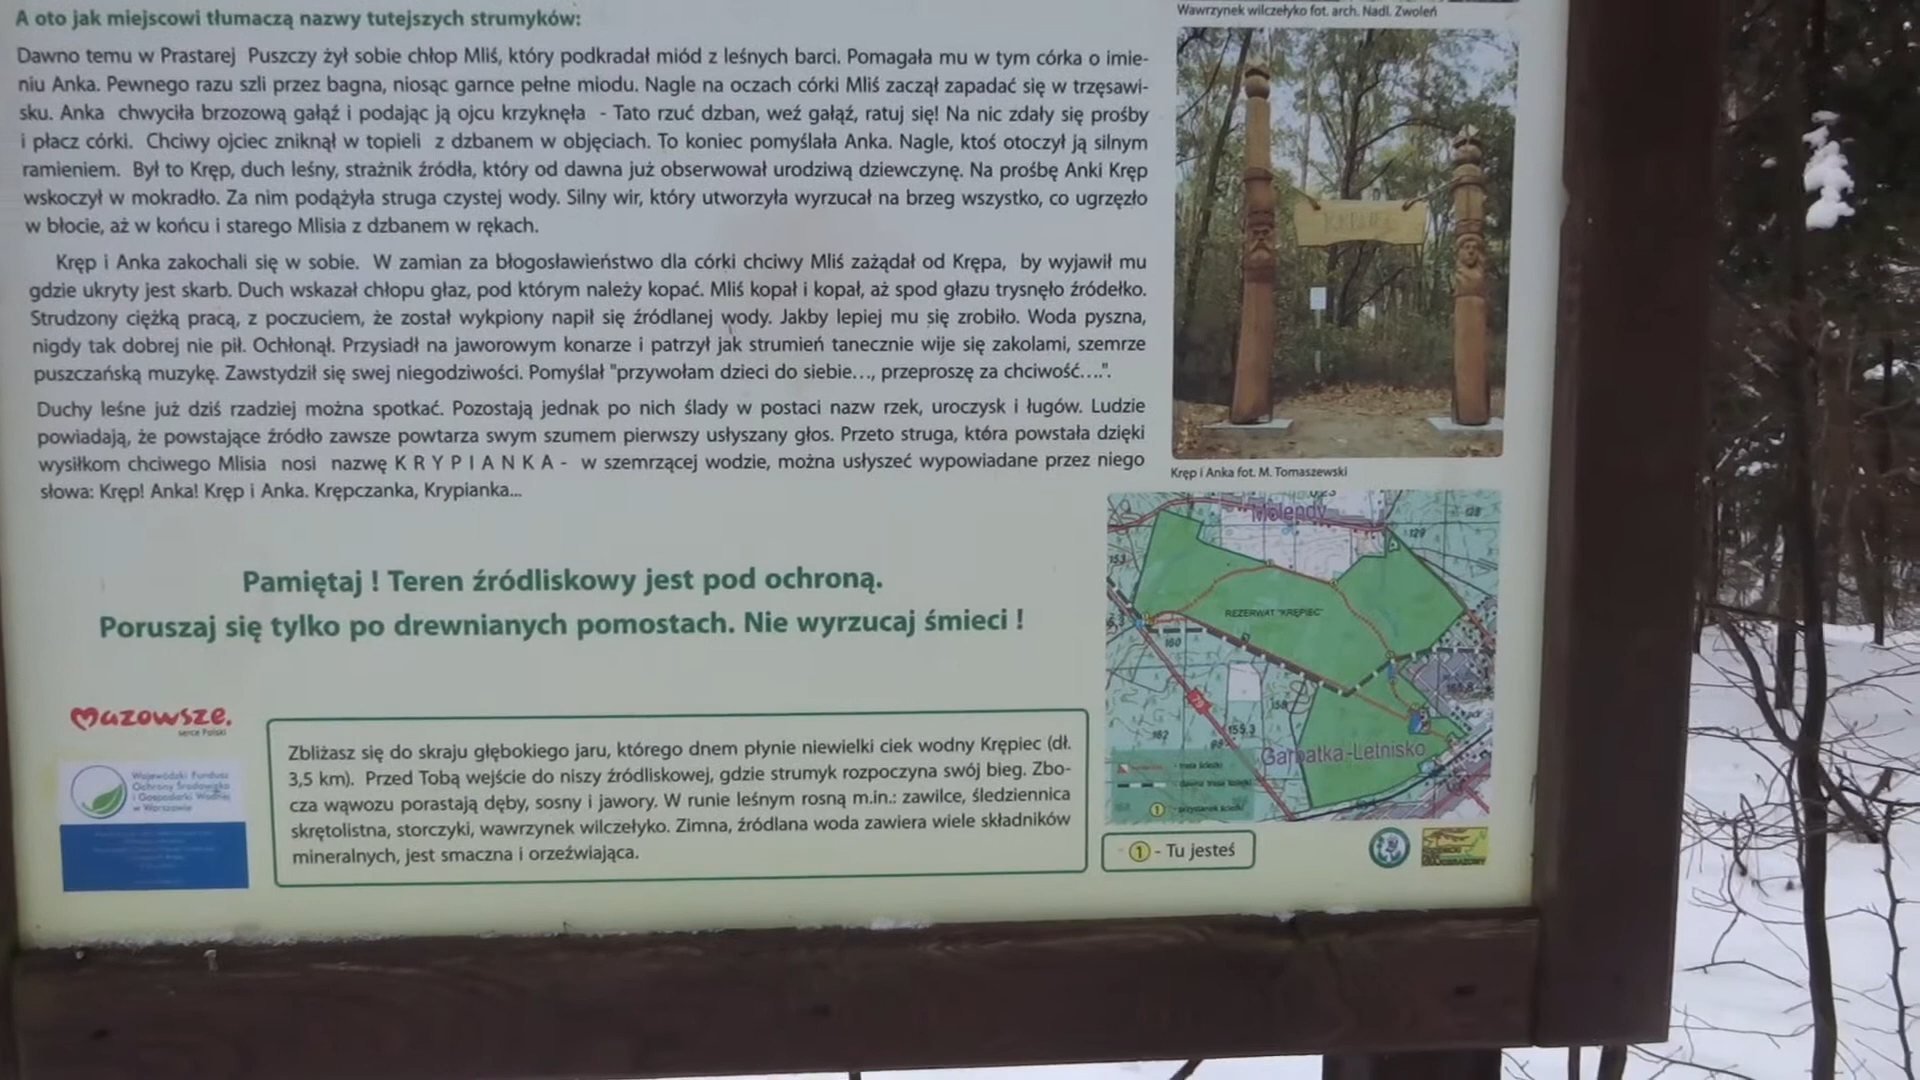 A oto jak miejscowi tłumaczą nazwy tutejszych strumyków:
Dawno temu w Prastarej Puszczy żył sobie chłop Mliś, który podkradał miód z leśnych barci. Pomagała mu w tym córka o imie-
niu Anka. Pewnego razu szli przez bagna, niosąc garnce pełne miodu. Nagle na oczach córki Mliś zaczął zapadać się w trzęsawi-
sku. Anka chwyciła brzozową gałąź i podając ją ojcu krzyknęła - Tato rzuć dzban, weź gałąź, ratuj się! Na nic zdały się prośby
i płacz córki. Chciwy ojciec zniknął w topieli z dzbanem w objęciach. To koniec pomyślała Anka. Nagle, ktoś otoczył ją silnym
ramieniem. Był to Kręp, duch leśny, strażnik źródła, który od dawna już obserwował urodziwą dziewczynę. Na prośbę Anki Kręp
wskoczył w mokradło. Za nim podążyła struga czystej wody. Silny wir, który utworzyła wyrzucał na brzeg wszystko, co ugrzęzło
w błocie, aż w końcu i starego Mlisia z dzbanem w rękach.
Kręp i Anka zakochali się w sobie. W zamian za błogosławieństwo dla córki chciwy Mliś zażądał od Krępa, by wyjawił mu
gdzie ukryty jest skarb. Duch wskazał chłopu głaz, pod którym należy kopać. Mliś kopał i kopał, aż spod głazu trysnęło źródełko.
Strudzony ciężką pracą, z poczuciem, że został wykpiony napił się źródlanej wody. Jakby lepiej mu się zrobiło. Woda pyszna,
nigdy tak dobrej nie pił. Ochłonął. Przysiadł na jaworowym konarze i patrzył jak strumień tanecznie wije się zakolami, szemrze
puszczańską muzykę. Zawstydził się swej niegodziwości. Pomyślał "przywołam dzieci do siebie..., przeproszę za chciwość....".
Duchy leśne już dziś rzadziej można spotkać. Pozostają jednak po nich ślady w postaci nazw rzek, uroczysk i ługów. Ludzie
powiadają, że powstające źródło zawsze powtarza swym szumem pierwszy usłyszany głos. Przeto struga, która powstała dzięki
wysiłkom chciwego Mlisia nosi nazwę K R Y P I A N K A - w szemrzącej wodzie, można usłyszeć wypowiadane przez niego
słowa: Kręp! Anka! Kręp i Anka. Krępczanka, Krypianka...
Pamiętaj ! Teren źródliskowy jest pod ochroną.
Poruszaj się tylko po drewnianych pomostach. Nie wyrzucaj śmieci !
Mazowsze.
serce Polski
Wojewódzki Fundusz
Ochrony Środowiska
i Gospodarki Wodnej
w Warszawie
Zbliżasz się do skraju głębokiego jaru, którego dnem płynie niewielki ciek wodny Krępiec (dł.
3,5 km). Przed Tobą wejście do niszy źródliskowej, gdzie strumyk rozpoczyna swój bieg. Zbo-
cza wąwozu porastają dęby, sosny i jawory. W runie leśnym rosną m.in.: zawilce, śledziennica
skrętolistna, storczyki, wawrzynek wilczełyko. Zimna, źródlana woda zawiera wiele składników
mineralnych, jest smaczna i orzeźwiająca.
Wawrzynek wilczełyko fot. arch. Nadl. Zwoleń
Kręp i Anka fot. M. Tomaszewski
Molendy
128
129
153
REZERWAT "KRĘPIEC"
160
79
155.3
162
Garbatka-Letnisko
1
1 - Tu jesteś